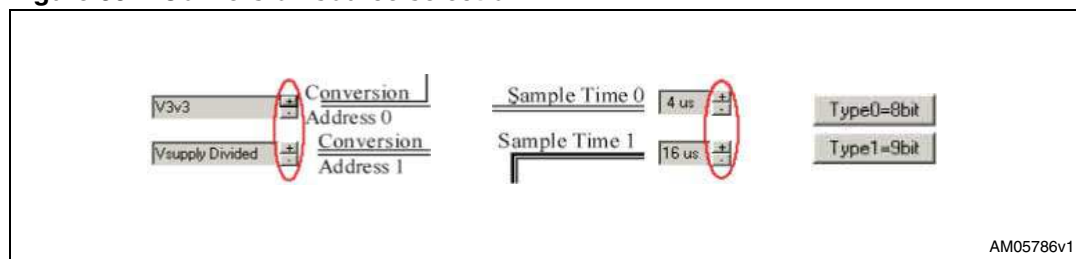 V3v3
+
-
Conversion
Address 0
Sample Time 0
4 us
+
-
Type0=8bit
Vsupply Divided
+
-
Conversion
Address 1
Sample Time 1
16 us
+
-
Type1=9bit
AM05786v1